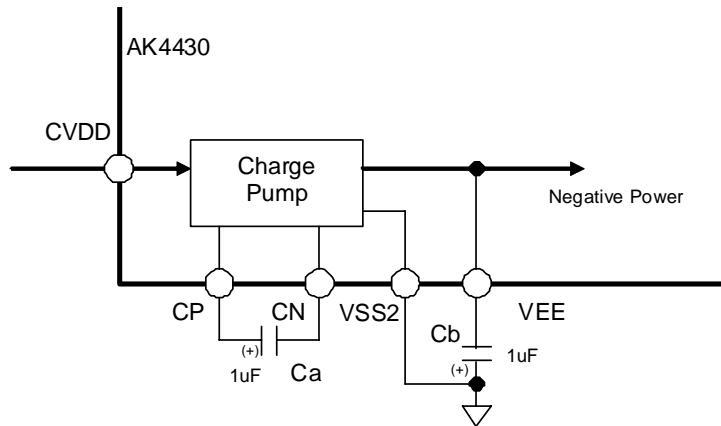 AK4430
CVDD
Charge
Pump
Negative Power
CP
CN
VSS2
VEE
Cb
(+)
1uF
Ca
1uF
(+)